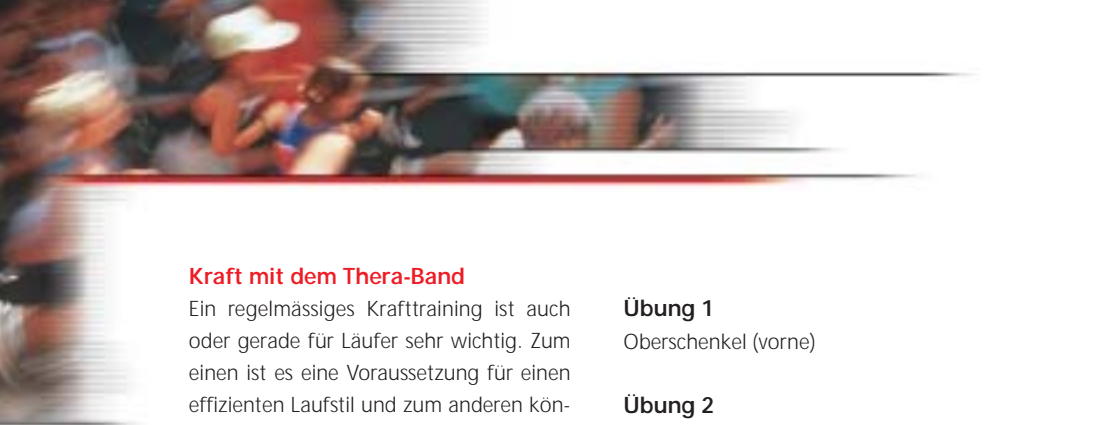 Kraft mit dem Thera-Band
Ein regelmässiges Krafttraining ist auch
oder gerade für Läufer sehr wichtig. Zum
einen ist es eine Voraussetzung für einen
effizienten Laufstil und zum anderen kön-
Übung 1
Oberschenkel (vorne)
Übung 2